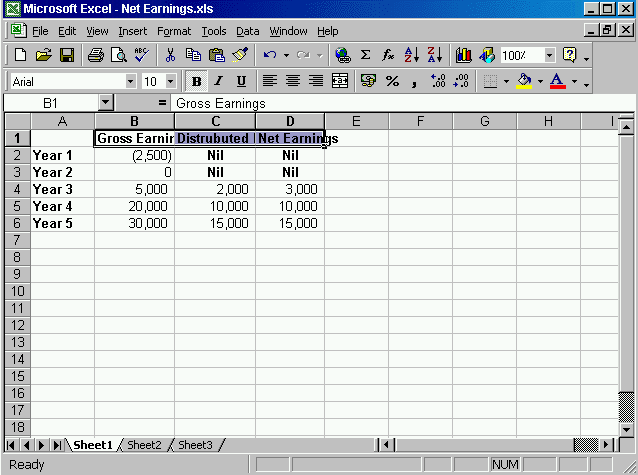 Microsoft Excel - Net Earnings.xls
File Edit View Insert Format Tools Data Window Help
ABC Σ fx A Z Z A 100% ?
Arial 10 B I U % , A
B1 = Gross Earnings
A B C D E F G H I
1 Gross Earnin Distrubuted Net Earnings
2 Year 1 (2,500) Nil Nil
3 Year 2 0 Nil Nil
4 Year 3 5,000 2,000 3,000
5 Year 4 20,000 10,000 10,000
6 Year 5 30,000 15,000 15,000
7
8
9
10
11
12
13
14
15
16
17
18
Sheet1 Sheet2 Sheet3
Ready NUM